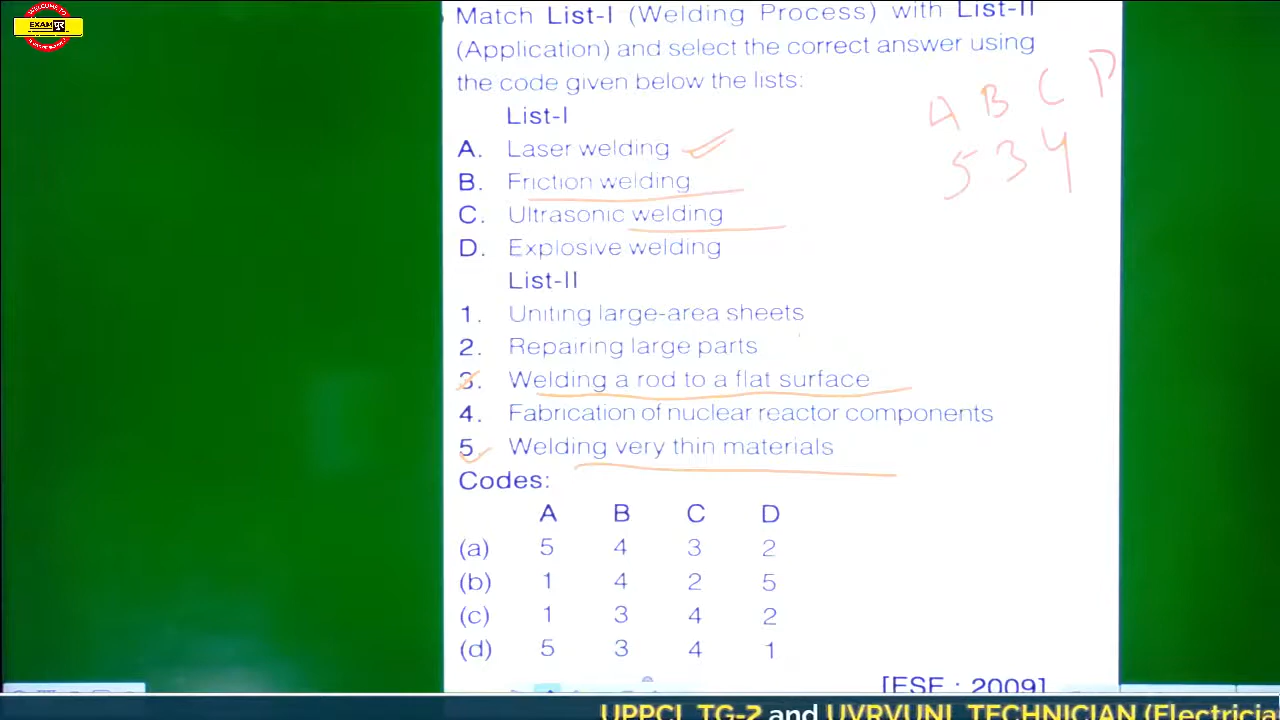 WELCOME TO
EXAM
Match List-I (Welding Process) with List-II
(Application) and select the correct answer using
the code given below the lists:
List-I
A. Laser welding
B. Friction welding
C. Ultrasonic welding
D. Explosive welding
List-II
1. Uniting large-area sheets
2. Repairing large parts
3. Welding a rod to a flat surface
4. Fabrication of nuclear reactor components
5. Welding very thin materials
Codes:
A B C D
(a) 5 4 3 2
(b) 1 4 2 5
(c) 1 3 4 2
(d) 5 3 4 1
[ESE : 2009]
A B C D
5 3 4
UPPCL TG-2 and UVRVUNL TECHNICIAN (Electricia